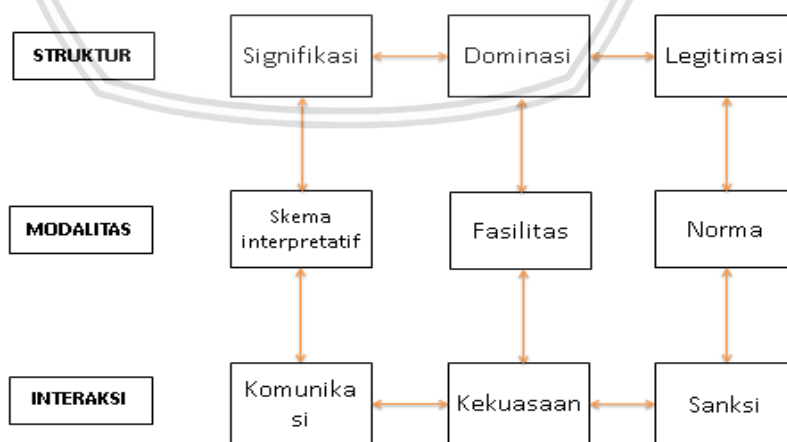 STRUKTUR
Signifikasi
Dominasi
Legitimasi
MODALITAS
Skema
interpretatif
Fasilitas
Norma
INTERAKSI
Komunika
si
Kekuasaan
Sanksi